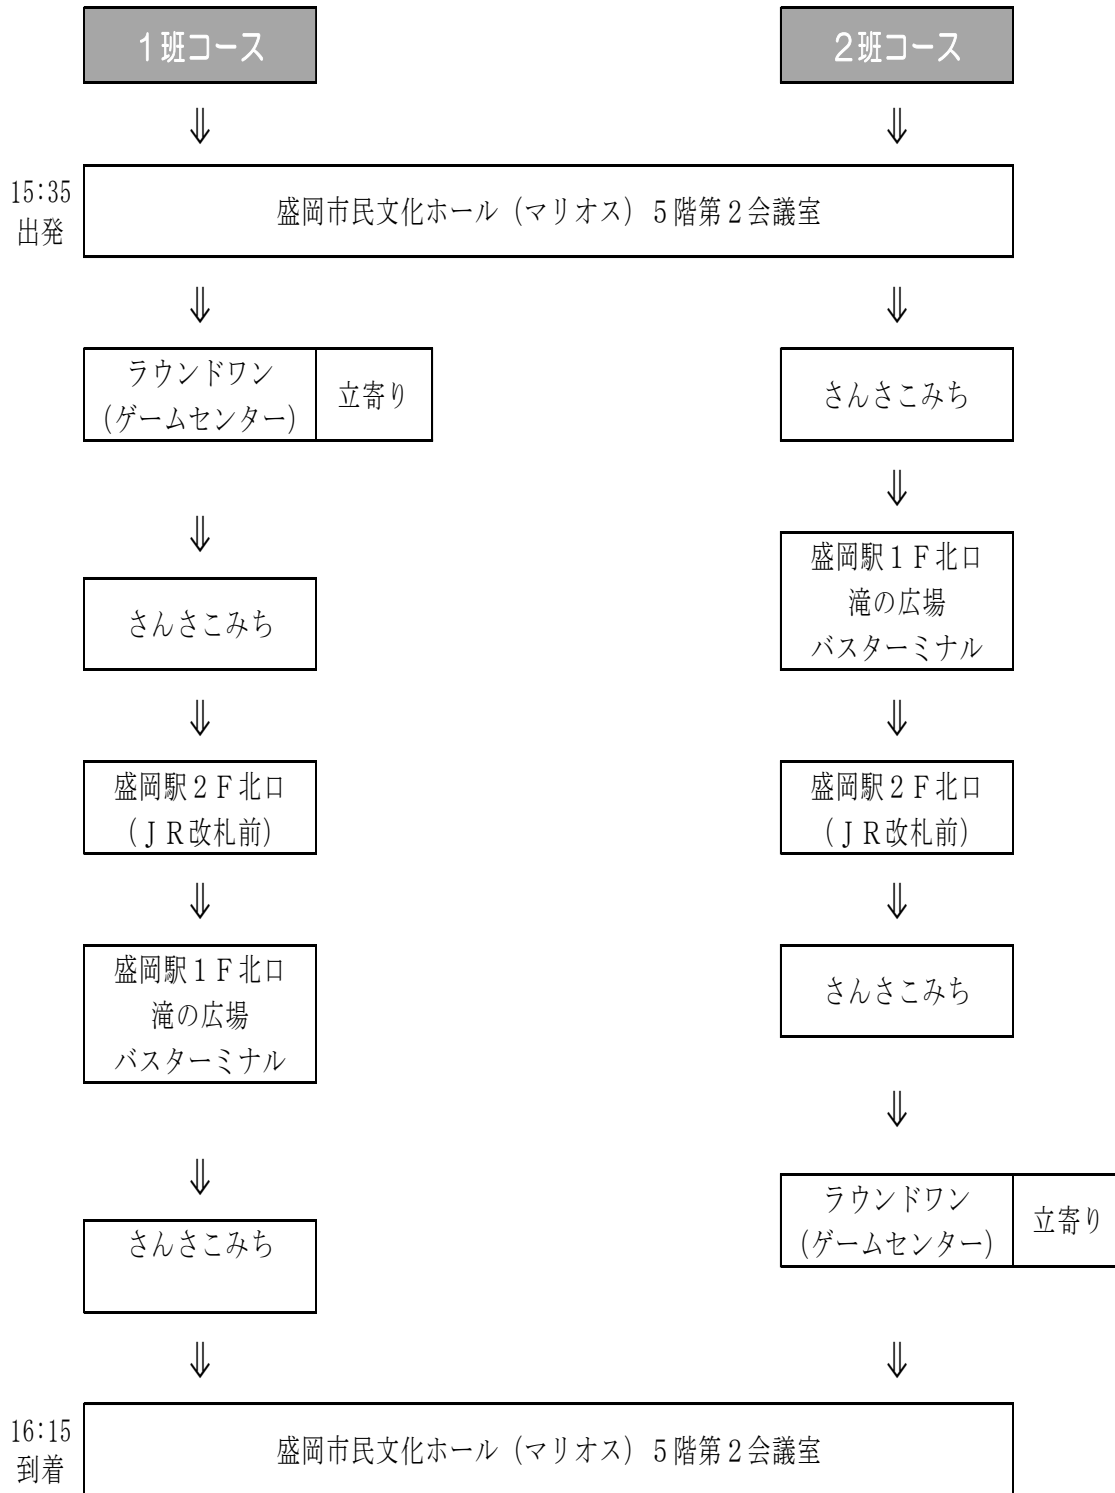 1班コース
2班コース
⇓
⇓
15:35
出発
盛岡市民文化ホール（マリオス）５階第２会議室
⇓
⇓
ラウンドワン
(ゲームセンター)
立寄り
さんさこみち
⇓
⇓
さんさこみち
盛岡駅１Ｆ北口
滝の広場
バスターミナル
⇓
⇓
盛岡駅２Ｆ北口
（ＪＲ改札前）
盛岡駅２Ｆ北口
（ＪＲ改札前）
⇓
⇓
盛岡駅１Ｆ北口
滝の広場
バスターミナル
さんさこみち
⇓
⇓
さんさこみち
ラウンドワン
(ゲームセンター)
立寄り
⇓
⇓
16:15
到着
盛岡市民文化ホール（マリオス）５階第２会議室